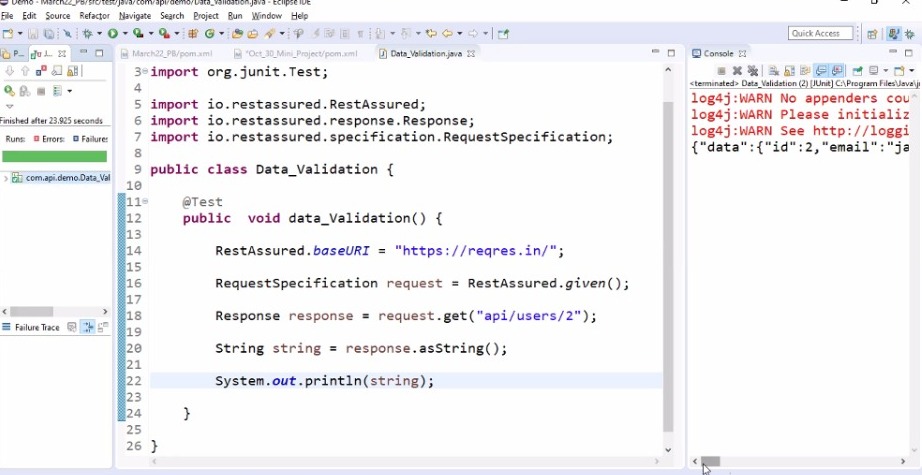 Demo - March22_PB/src/test/java/com/api/demo/Data_Validation.java - Eclipse IDE
File Edit Source Refactor Navigate Search Project Run Window Help
Quick Access
P...
J...
March22_PB/pom.xml
*Oct_30_Mini_Project/pom.xml
Data_Validation.java
Console
Finished after 23.925 seconds
Runs: Errors: Failures
com.api.demo.Data_Val
Failure Trace
3 import org.junit.Test;
4
5 import io.restassured.RestAssured;
6 import io.restassured.response.Response;
7 import io.restassured.specification.RequestSpecification;
8
9 public class Data_Validation {
10
11 @Test
12 public void data_Validation() {
13
14 RestAssured.baseURI = "https://reqres.in/";
15
16 RequestSpecification request = RestAssured.given();
17
18 Response response = request.get("api/users/2");
19
20 String string = response.asString();
21
22 System.out.println(string);
23
24 }
25
26 }
<terminated> Data_Validation (2) [JUnit] C:\Program Files\Java\j
log4j:WARN No appenders cou
log4j:WARN Please initializ
log4j:WARN See http://loggi
{"data":{"id":2,"email":"ja